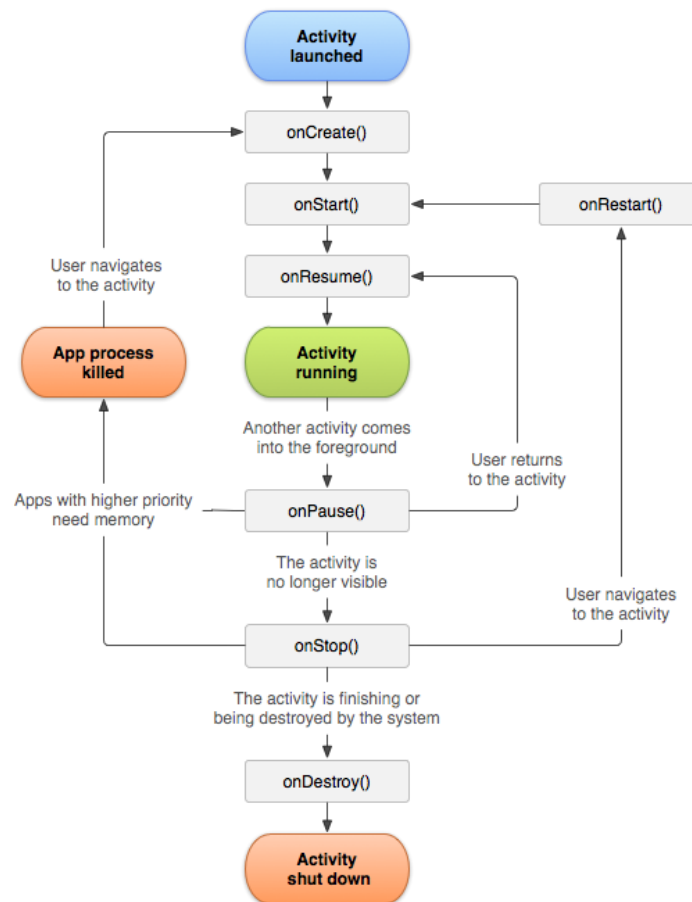 Activity
launched
onCreate()
onStart()
onRestart()
User navigates
to the activity
onResume()
App process
killed
Activity
running
Another activity comes
into the foreground
User returns
to the activity
Apps with higher priority
need memory
onPause()
The activity is
no longer visible
User navigates
to the activity
onStop()
The activity is finishing or
being destroyed by the system
onDestroy()
Activity
shut down